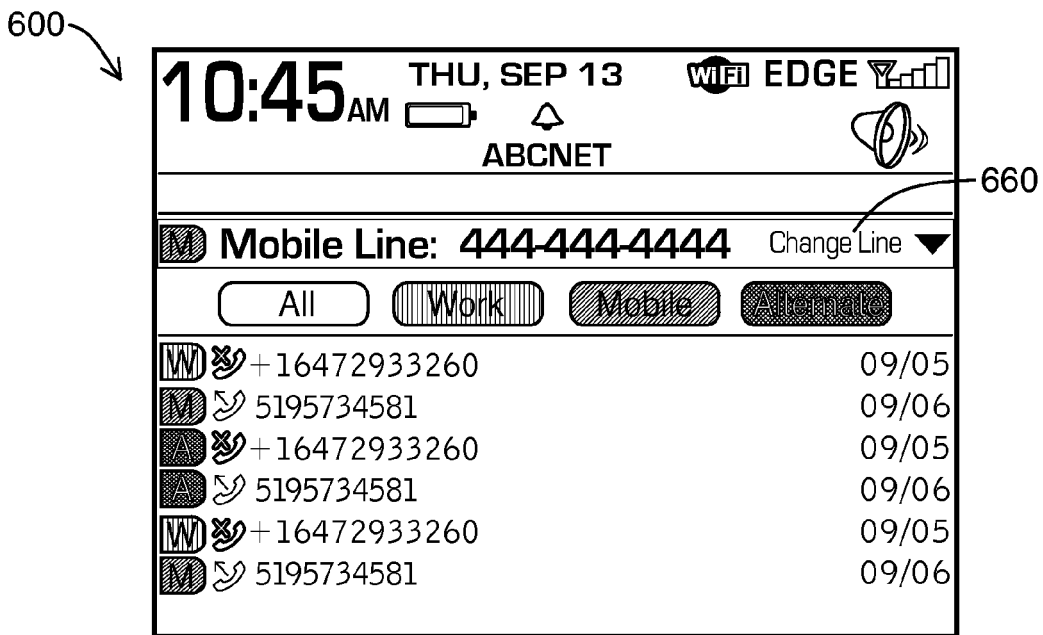 600
10:45 AM THU, SEP 13 WiFi EDGE
ABCNET
660
M Mobile Line: 444-444-4444 Change Line
All Work Mobile Alternate
W +16472933260 09/05
M 5195734581 09/06
A +16472933260 09/05
A 5195734581 09/06
W +16472933260 09/05
M 5195734581 09/06